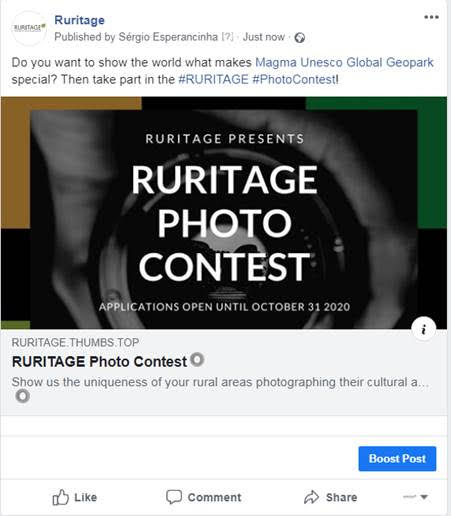 Ruritage
Published by Sérgio Esperancinha [?] · Just now ·
Do you want to show the world what makes Magma Unesco Global Geopark
special? Then take part in the #RURITAGE #PhotoContest!
RURITAGE PRESENTS
RURITAGE
PHOTO
CONTEST
APPLICATIONS OPEN UNTIL OCTOBER 31 2020
RURITAGE.THUMBS.TOP
RURITAGE Photo Contest
Show us the uniqueness of your rural areas photographing their cultural a...
Boost Post
Like Comment Share